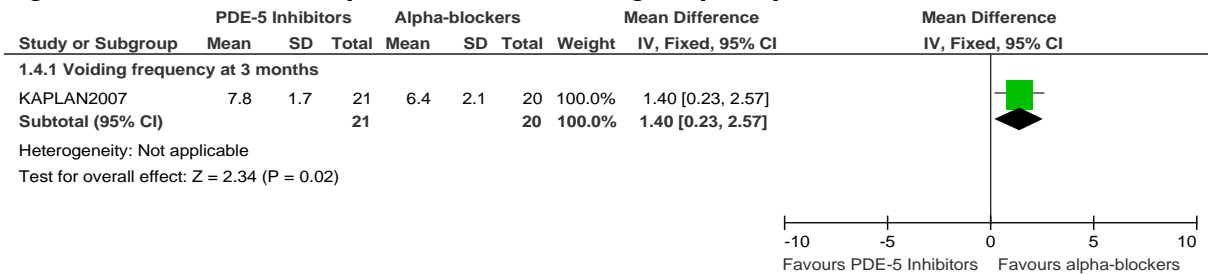 PDE-5 Inhibitors Alpha-blockers Mean Difference Mean Difference
Study or Subgroup Mean SD Total Mean SD Total Weight IV, Fixed, 95% CI IV, Fixed, 95% CI
1.4.1 Voiding frequency at 3 months
KAPLAN2007 7.8 1.7 21 6.4 2.1 20 100.0% 1.40 [0.23, 2.57]
Subtotal (95% CI) 21 20 100.0% 1.40 [0.23, 2.57]
Heterogeneity: Not applicable
Test for overall effect: Z = 2.34 (P = 0.02)
-10 -5 0 5 10
Favours PDE-5 Inhibitors Favours alpha-blockers